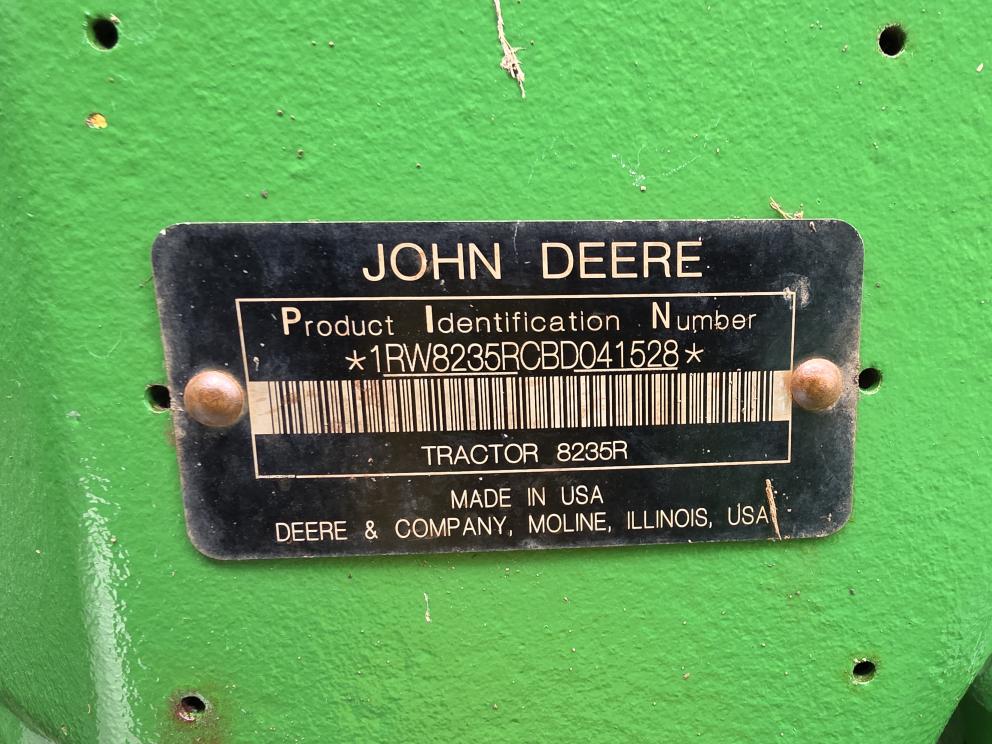 JOHN DEERE
Product Identification Number
*1RW8235RCBD041528*
TRACTOR 8235R
MADE IN USA
DEERE & COMPANY, MOLINE, ILLINOIS, USA